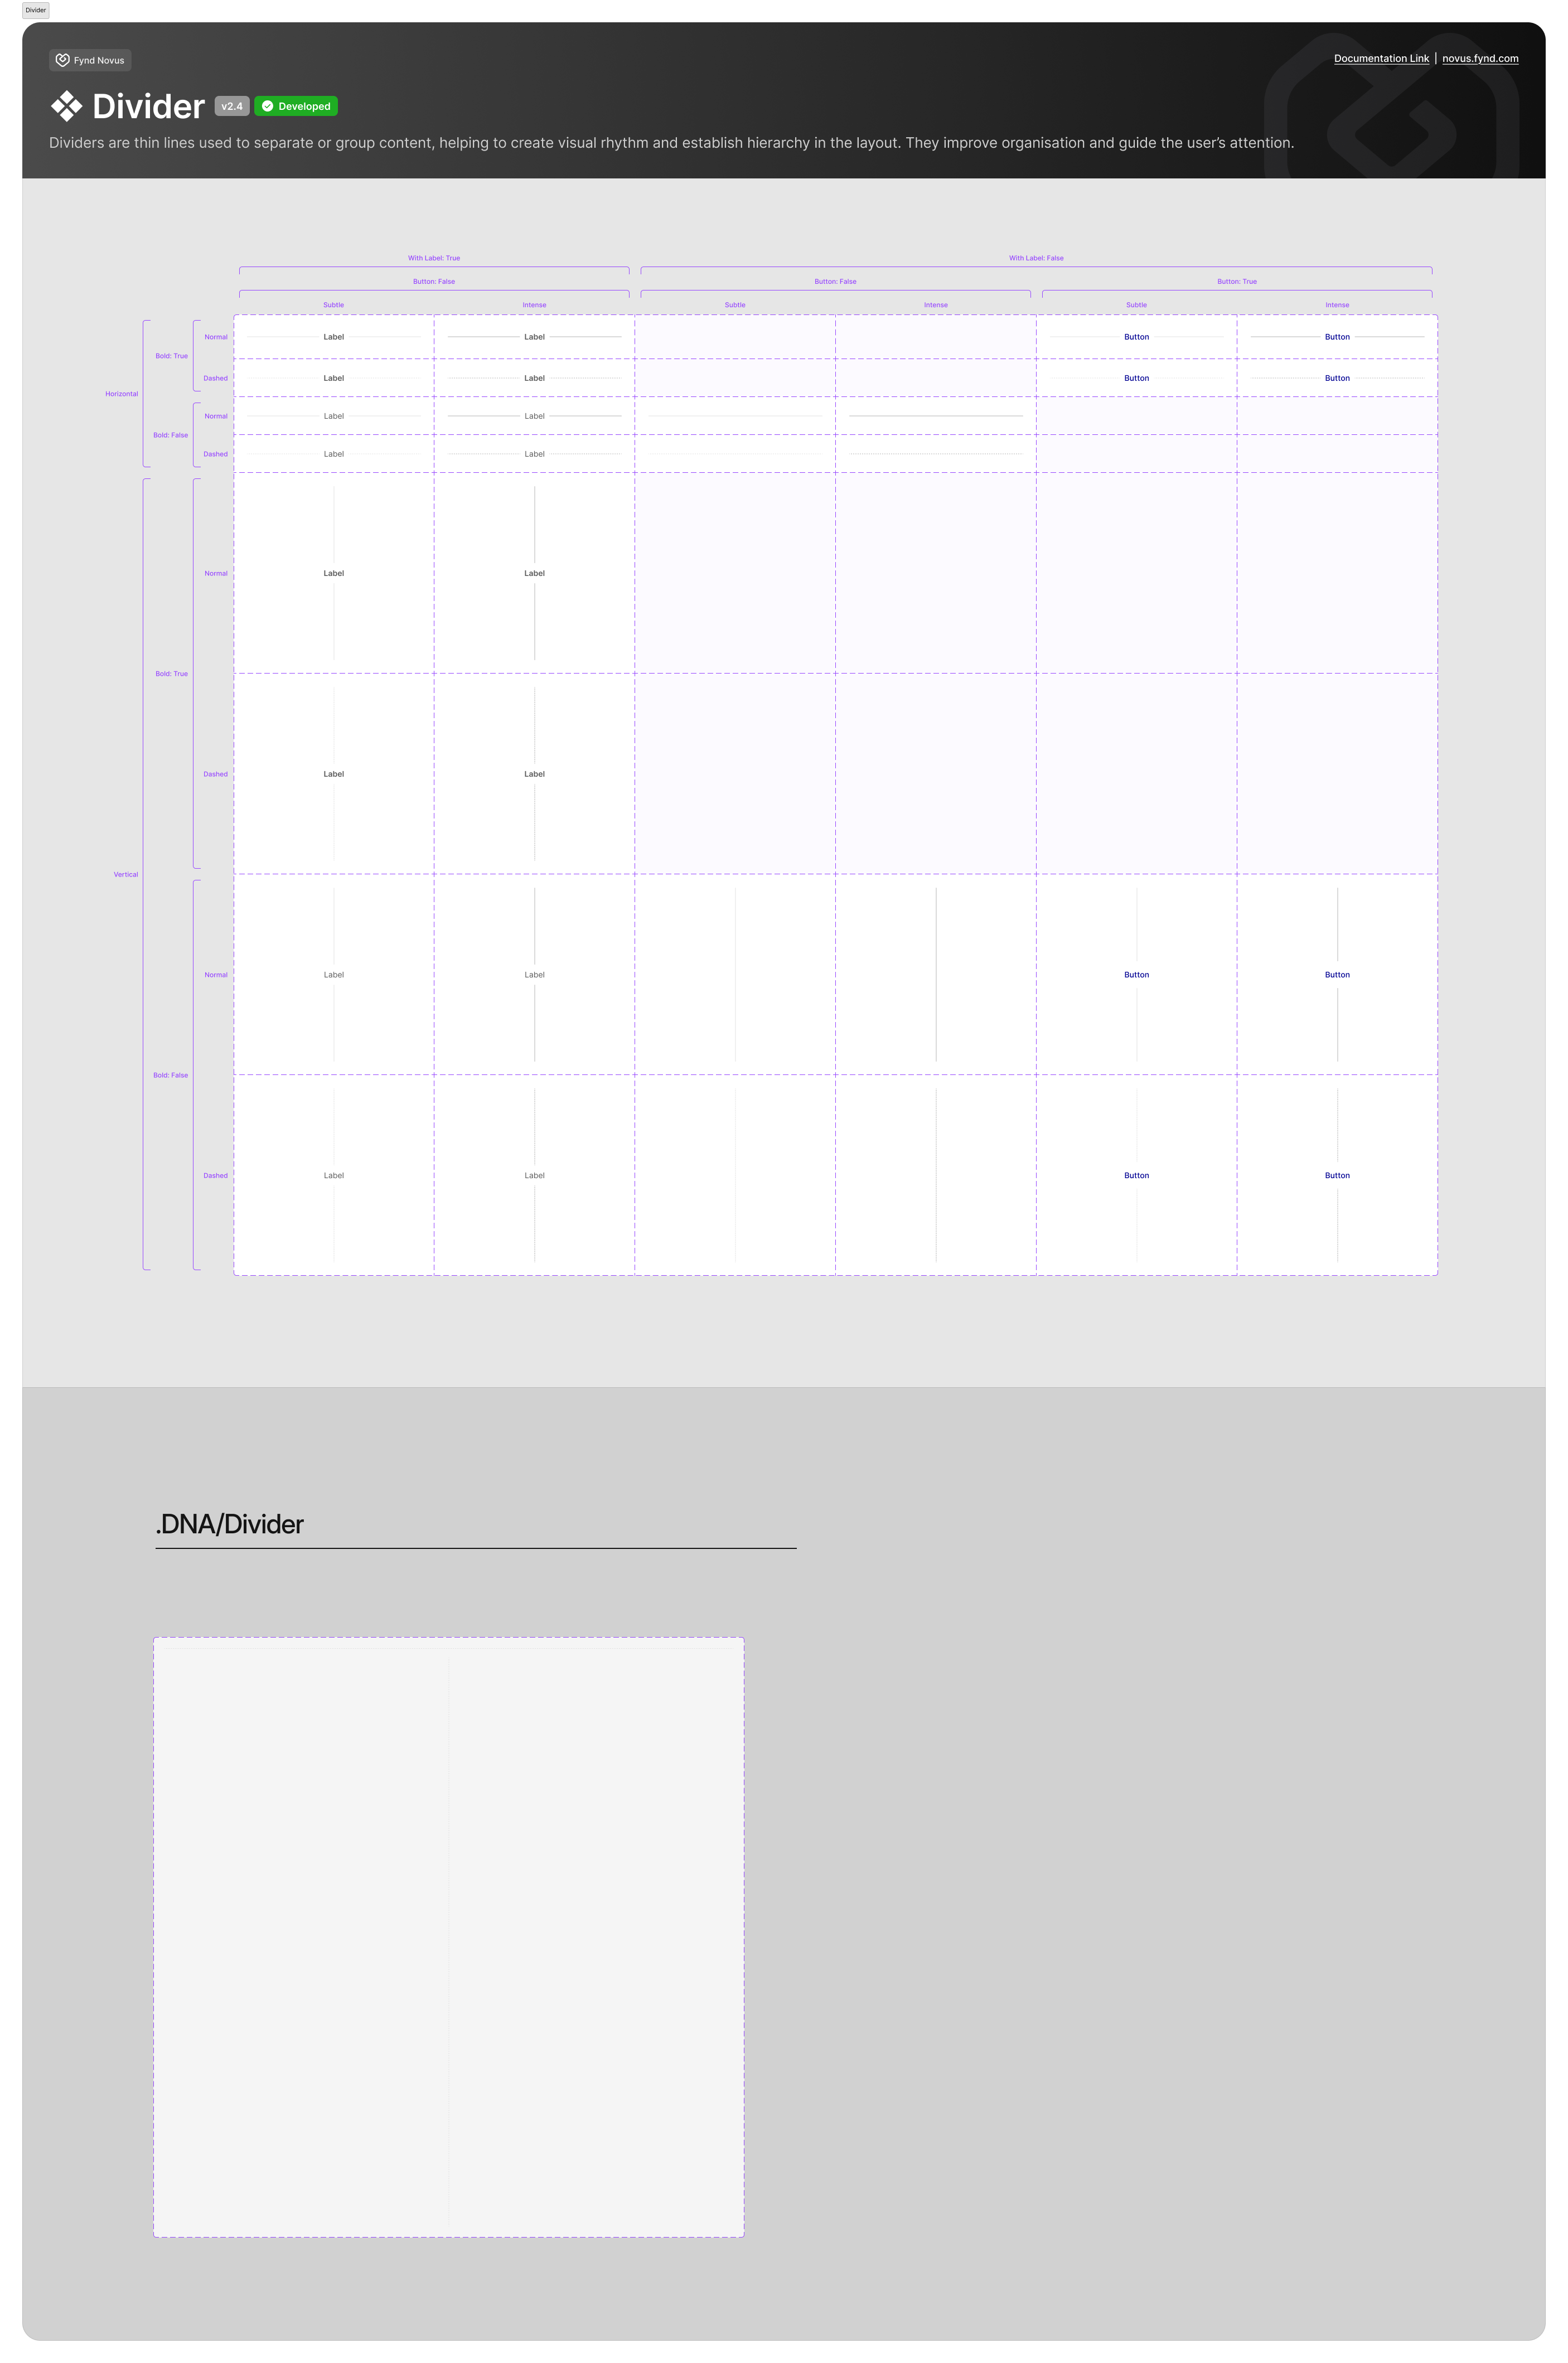 Divider
Fynd Novus
Documentation Link | novus.fynd.com
Divider v2.4 Developed
Dividers are thin lines used to separate or group content, helping to create visual rhythm and establish hierarchy in the layout. They improve organisation and guide the user’s attention.
With Label: True With Label: False
Button: False Button: False Button: True
Subtle Intense Subtle Intense Subtle Intense
Normal Label Label Button Button
Bold: True
Dashed Label Label Button Button
Horizontal
Normal Label Label
Bold: False
Dashed Label Label
Normal Label Label
Bold: True
Dashed Label Label
Vertical
Normal Label Label Button Button
Bold: False
Dashed Label Label Button Button
.DNA/Divider